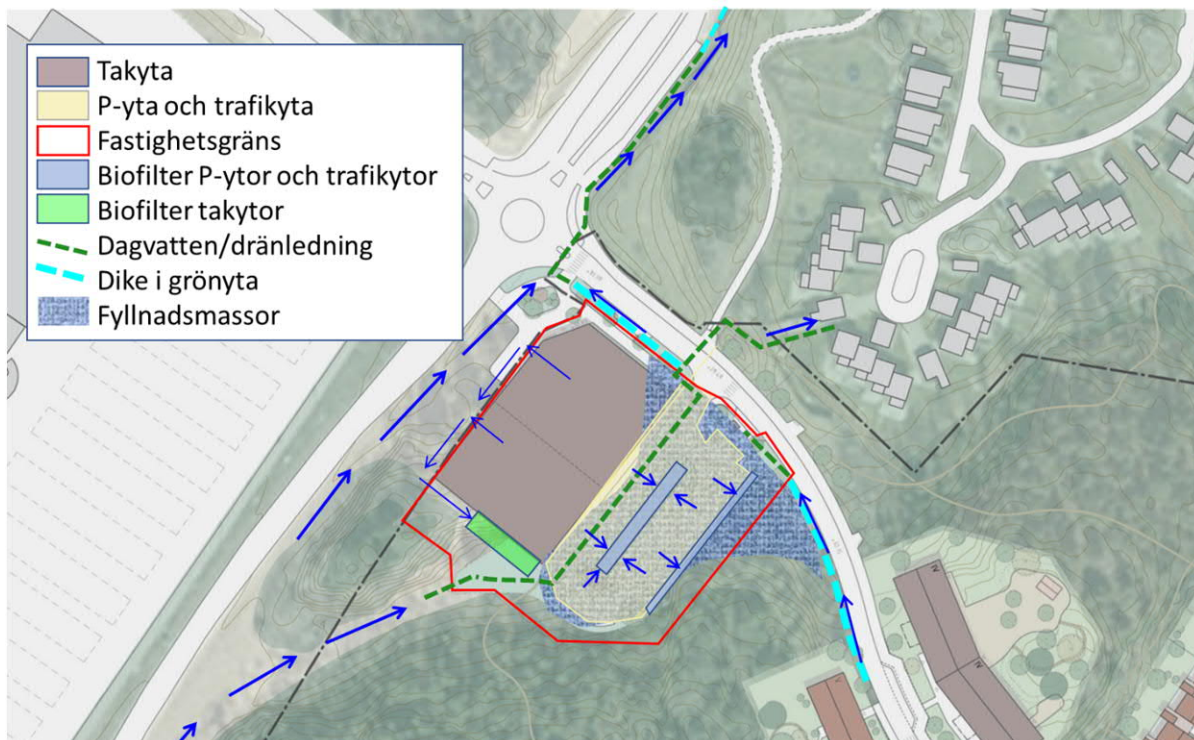 Takyta
P-yta och trafikyta
Fastighetsgräns
Biofilter P-ytor och trafikytor
Biofilter takytor
Dagvatten/dränledning
Dike i grönyta
Fyllnadsmassor